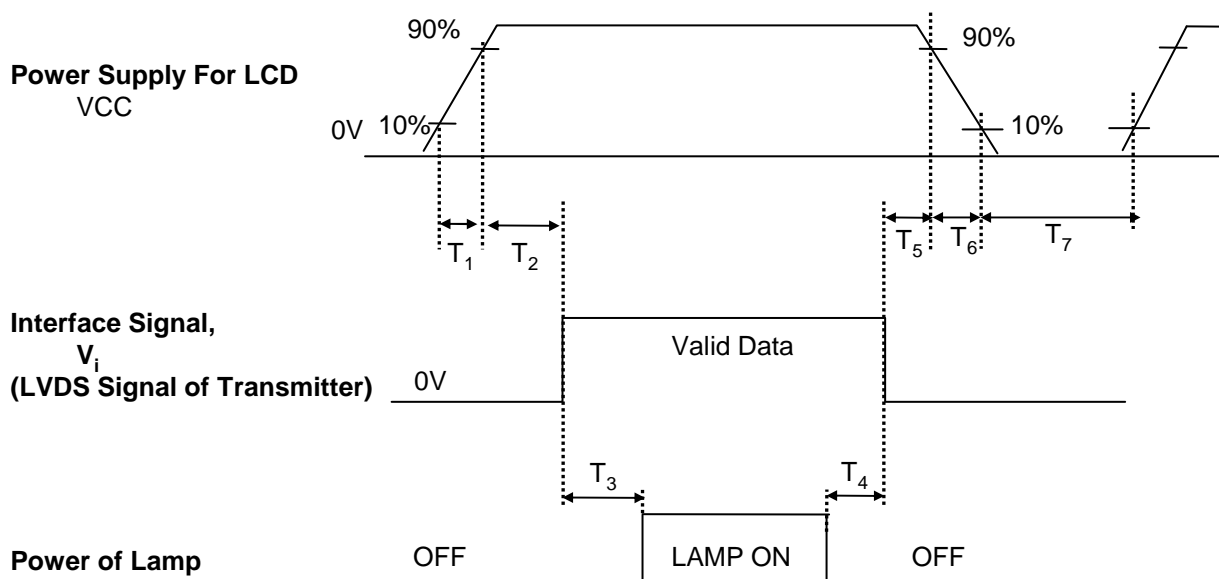 90%
90%
Power Supply For LCD
VCC
0V 10%
10%
T1
T2
T5
T6
T7
Interface Signal,
Vi
(LVDS Signal of Transmitter)
0V
Valid Data
T3
T4
Power of Lamp
OFF
LAMP ON
OFF